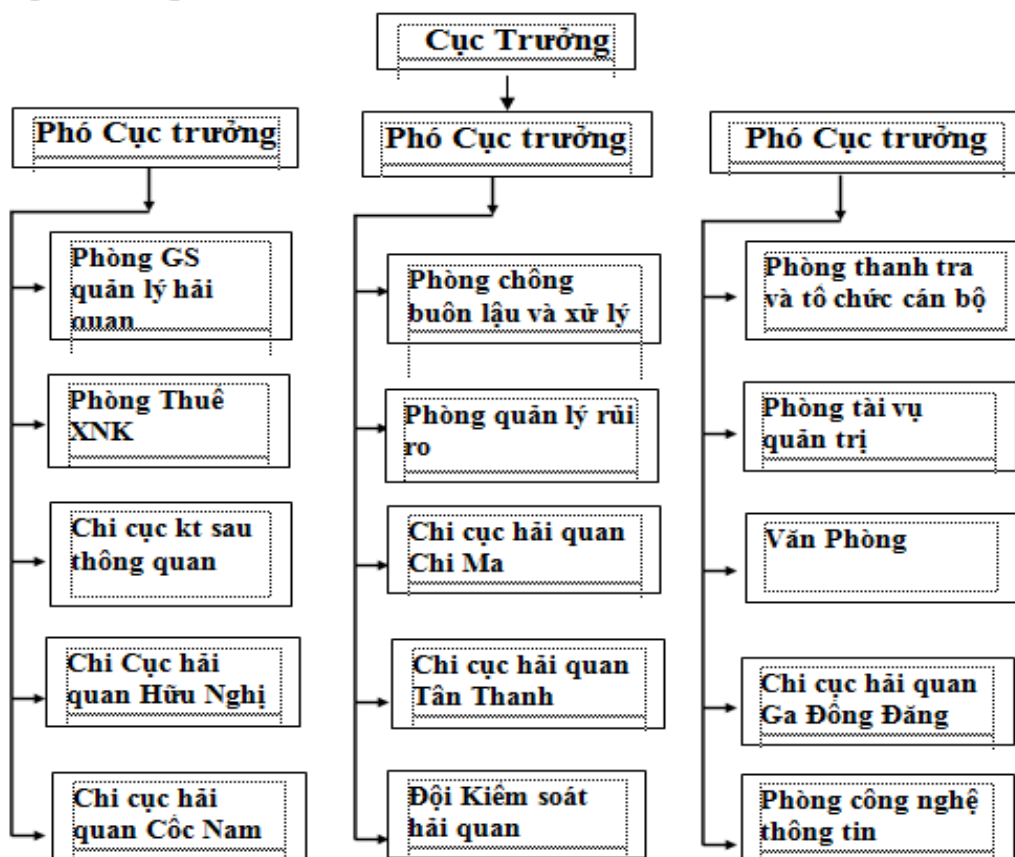 Cục Trưởng
Phó Cục trưởng
Phó Cục trưởng
Phó Cục trưởng
Phòng GS
quản lý hải
quan
Phòng Thuế
XNK
Chi cục kt sau
thông quan
Chi Cục hải
quan Hữu Nghị
Chi cục hải
quan Cốc Nam
Phòng chống
buôn lậu và xử lý
Phòng quản lý rủi
ro
Chi cục hải quan
Chi Ma
Chi cục hải quan
Tân Thanh
Đội Kiểm soát
hải quan
Phòng thanh tra
và tổ chức cán bộ
Phòng tài vụ
quản trị
Văn Phòng
Chi cục hải quan
Ga Đồng Đăng
Phòng công nghệ
thông tin